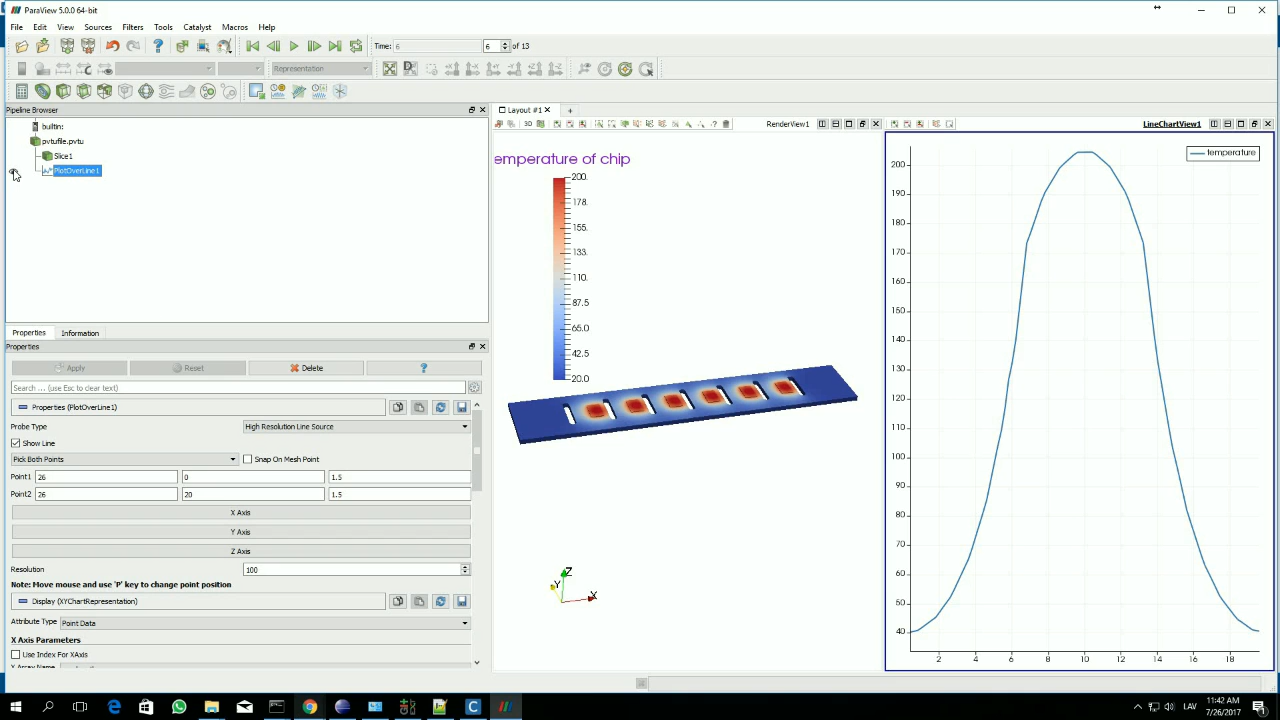 ParaView 5.0.0 64-bit
File Edit View Sources Filters Tools Catalyst Macros Help
Time: 6 6 of 13
Representation
Pipeline Browser
builtin:
pvtufile.pvtu
Slice1
PlotOverLine1
Properties Information
Properties
Apply Reset Delete ?
Search ... (use Esc to clear text)
Properties (PlotOverLine1)
Probe Type High Resolution Line Source
Show Line
Pick Both Points Snap On Mesh Point
Point1 26 0 1.5
Point2 26 20 1.5
X Axis
Y Axis
Z Axis
Resolution 100
Note: Move mouse and use 'P' key to change point position
Display (XYChartRepresentation)
Attribute Type Point Data
X Axis Parameters
Use Index For XAxis
X Array Name
Layout #1
3D
RenderView1
emperature of chip
200.
178.
155.
133.
110.
87.5
65.0
42.5
20.0
Z
Y
X
LineChartView1
temperature
200
190
180
170
160
150
140
130
120
110
100
90
80
70
60
50
40
2 4 6 8 10 12 14 16 18
LAV
11:42 AM
7/26/2017